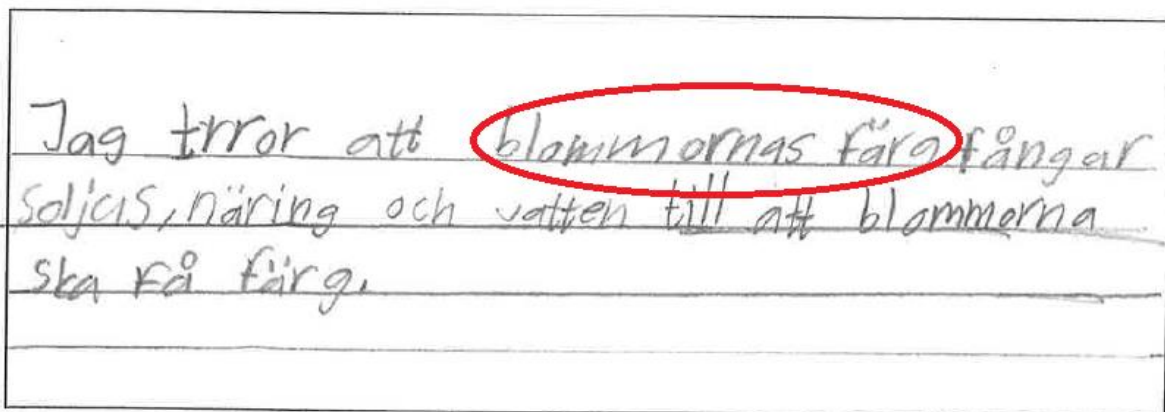 Jag trror att blommornas färg fångar
soljus, näring och vatten till att blommorna
ska få färg.